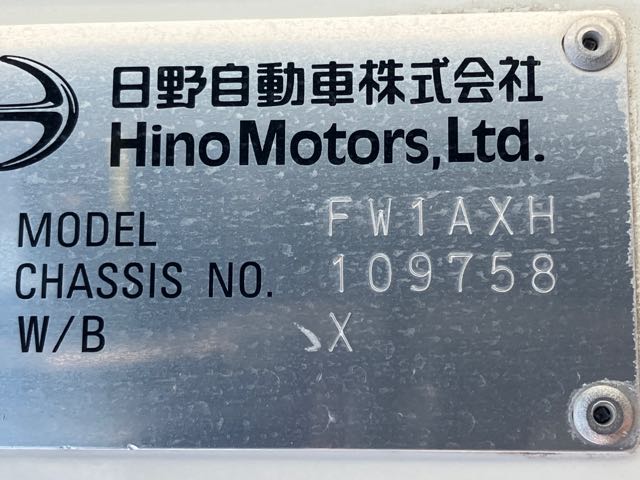 日野自動車株式会社
Hino Motors, Ltd.
MODEL FW1AXH
CHASSIS NO. 109758
W/B X